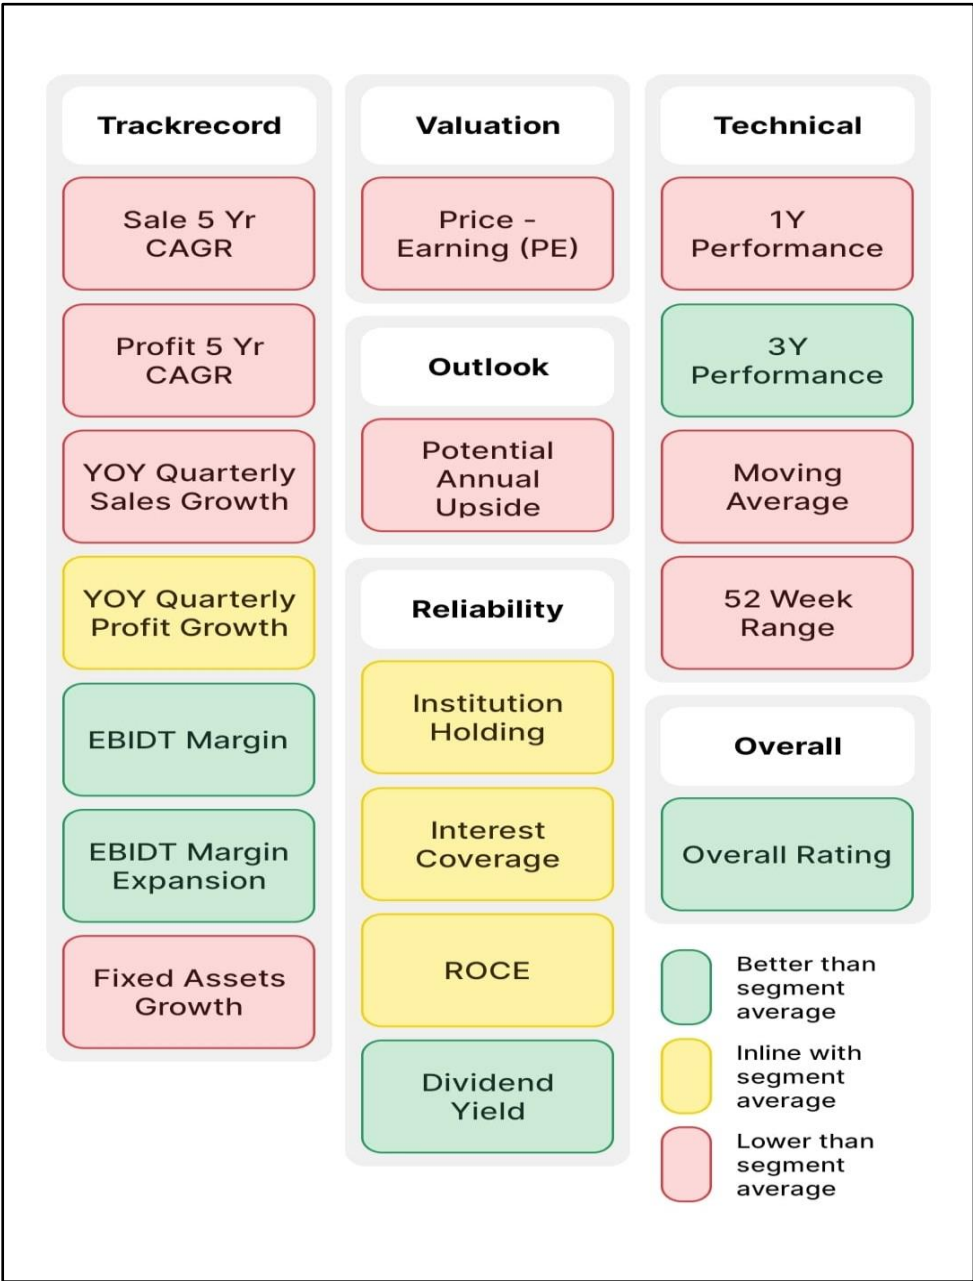 Trackrecord
Sale 5 Yr
CAGR
Profit 5 Yr
CAGR
YOY Quarterly
Sales Growth
YOY Quarterly
Profit Growth
EBIDT Margin
EBIDT Margin
Expansion
Fixed Assets
Growth
Valuation
Price -
Earning (PE)
Outlook
Potential
Annual
Upside
Reliability
Institution
Holding
Interest
Coverage
ROCE
Dividend
Yield
Technical
1Y
Performance
3Y
Performance
Moving
Average
52 Week
Range
Overall
Overall Rating
Better than
segment
average
Inline with
segment
average
Lower than
segment
average